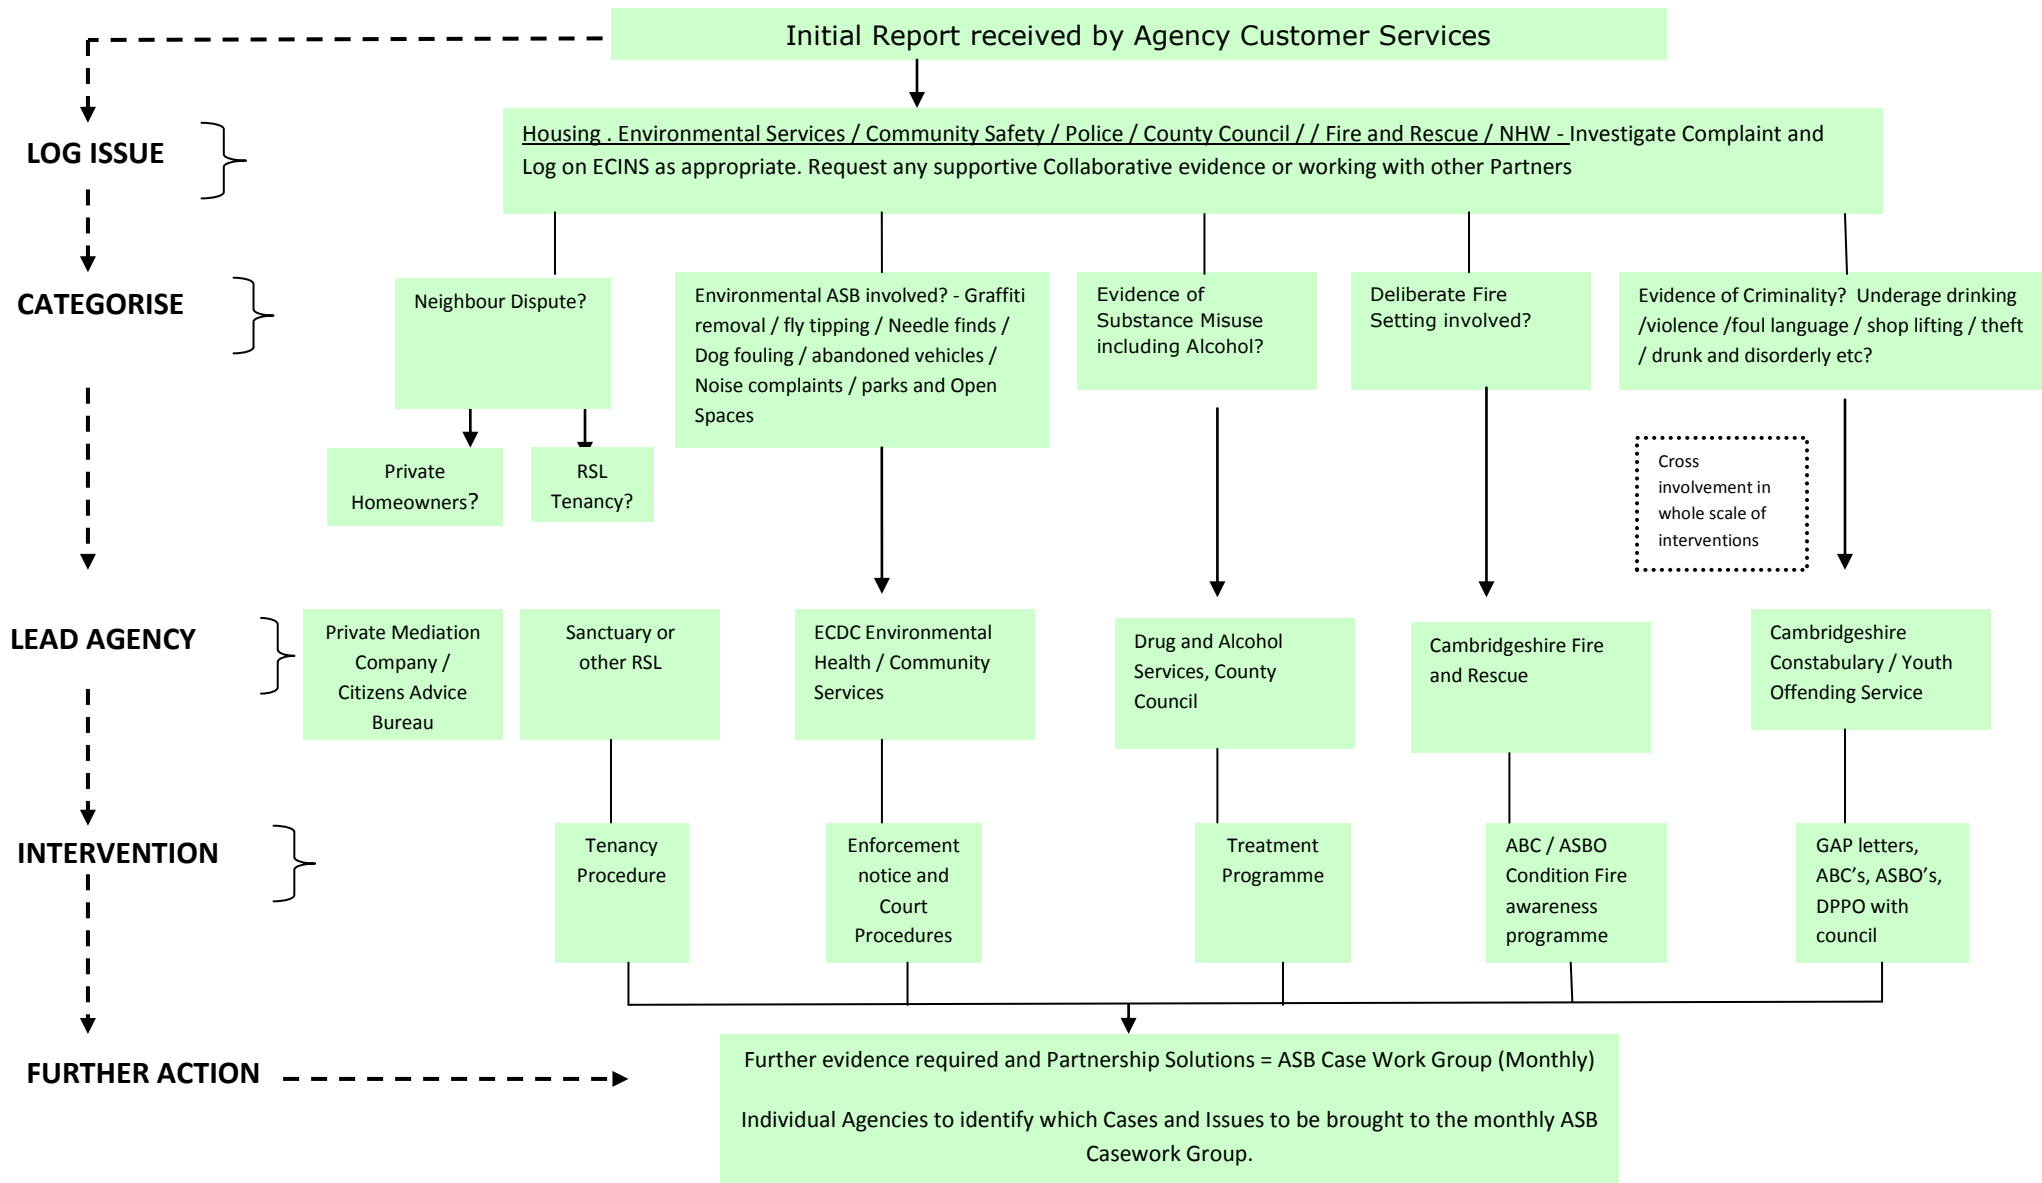 Initial Report received by Agency Customer Services
LOG ISSUE
Housing . Environmental Services / Community Safety / Police / County Council / / Fire and Rescue / NHW - Investigate Complaint and
Log on ECINS as appropriate. Request any supportive Collaborative evidence or working with other Partners
CATEGORISE
Neighbour Dispute?
Environmental ASB involved? - Graffiti
removal / fly tipping / Needle finds /
Dog fouling / abandoned vehicles /
Noise complaints / parks and Open
Spaces
Evidence of
Substance Misuse
including Alcohol?
Deliberate Fire
Setting involved?
Evidence of Criminality? Underage drinking
/violence /foul language / shop lifting / theft
/ drunk and disorderly etc?
Private
Homeowners?
RSL
Tenancy?
Cross
involvement in
whole scale of
interventions
LEAD AGENCY
Private Mediation
Company /
Citizens Advice
Bureau
Sanctuary or
other RSL
ECDC Environmental
Health / Community
Services
Drug and Alcohol
Services, County
Council
Cambridgeshire Fire
and Rescue
Cambridgeshire
Constabulary / Youth
Offending Service
INTERVENTION
Tenancy
Procedure
Enforcement
notice and
Court
Procedures
Treatment
Programme
ABC / ASBO
Condition Fire
awareness
programme
GAP letters,
ABC’s, ASBO’s,
DPPO with
council
FURTHER ACTION
Further evidence required and Partnership Solutions = ASB Case Work Group (Monthly)
Individual Agencies to identify which Cases and Issues to be brought to the monthly ASB
Casework Group.